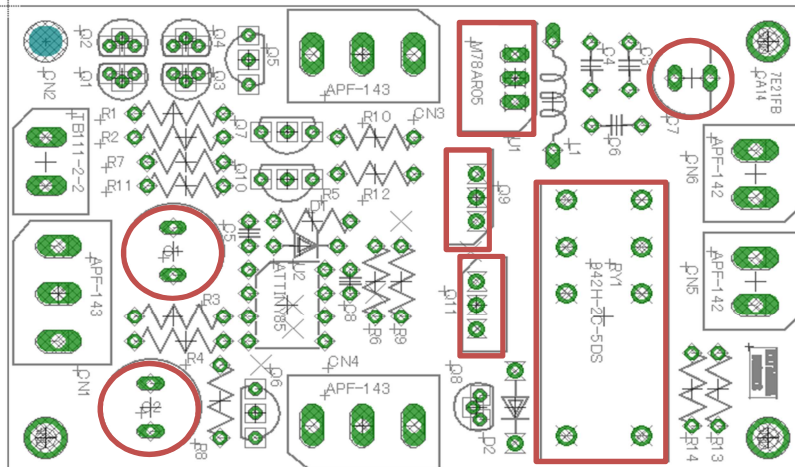 Q2
Q4
Q5
Q1
Q3
CN2
APF-143
M78AR05
U1
L1
C4
C3
C7
C6
7E21FB
CA14
TB111-2-2
R1
R2
R7
R11
Q7
Q10
R10
CN3
R5
R12
Q9
CN6
APF-142
APF-143
C1
C5
D1
U2
ATTINY85
C8
R6
R9
Q11
RY1
942H-2C-5DS
CN5
APF-142
R3
R4
CN1
C2
R8
Q6
CN4
APF-143
Q8
D2
R14
R13